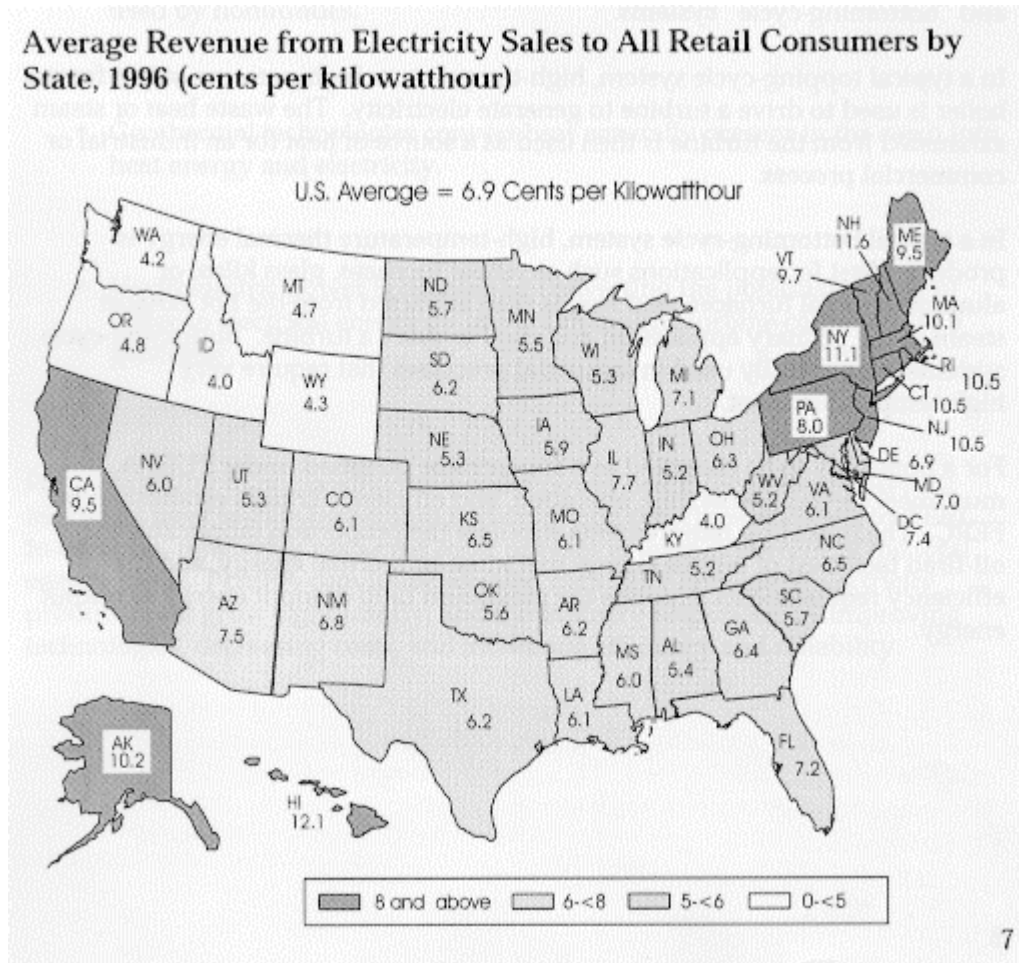 Average Revenue from Electricity Sales to All Retail Consumers by
State, 1996 (cents per kilowatthour)
U.S. Average = 6.9 Cents per Kilowatthour
WA
4.2
OR
4.8
ID
4.0
MT
4.7
WY
4.3
ND
5.7
SD
6.2
NE
5.3
KS
6.5
MN
5.5
IA
5.9
MO
6.1
WI
5.3
IL
7.7
MI
7.1
IN
5.2
OH
6.3
KY
4.0
TN
5.2
WV
5.2
VA
6.1
NC
6.5
SC
5.7
GA
6.4
FL
7.2
AL
5.4
MS
6.0
LA
6.1
AR
6.2
OK
5.6
TX
6.2
NM
6.8
AZ
7.5
CO
6.1
UT
5.3
NV
6.0
CA
9.5
AK
10.2
HI
12.1
PA
8.0
NY
11.1
VT
9.7
NH
11.6
ME
9.5
MA
10.1
RI
10.5
CT
10.5
NJ
10.5
DE
6.9
MD
7.0
DC
7.4
8 and above 6-<8 5-<6 0-<5
7